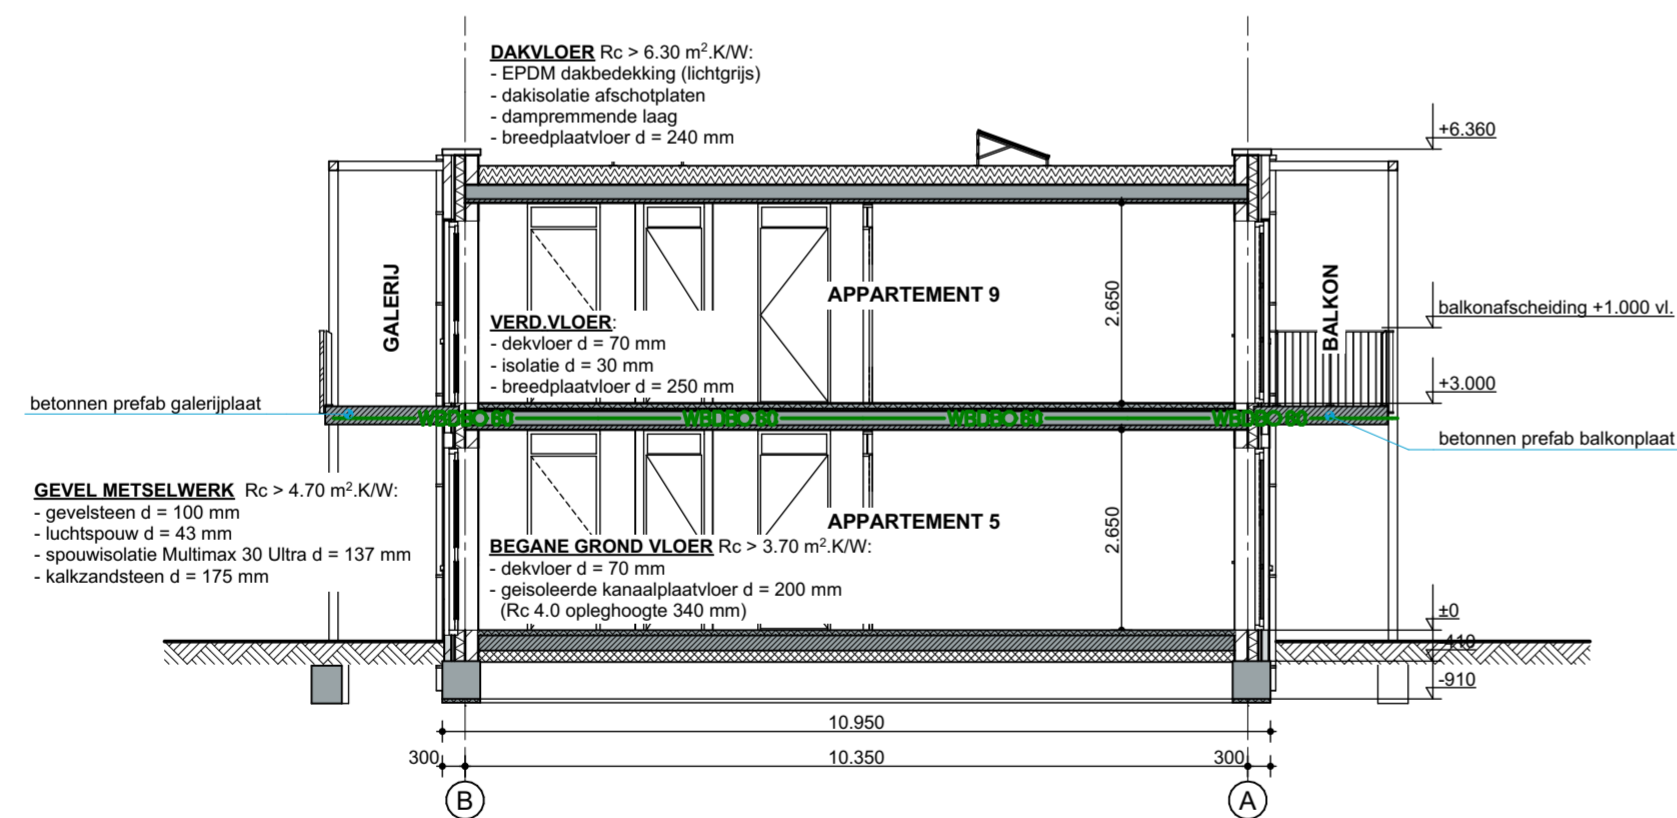 DAKVLOER Rc > 6.30 m².K/W:
- EPDM dakbedekking (lichtgrijs)
- dakisolatie afschotplaten
- dampremmende laag
- breedplaatvloer d = 240 mm
+6.360
GALERIJ
APPARTEMENT 9
2.650
BALKON
balkonafscheiding +1.000 vl.
VERD.VLOER:
- dekvloer d = 70 mm
- isolatie d = 30 mm
- breedplaatvloer d = 250 mm
+3.000
betonnen prefab galerijplaat
WBDBO 60 WBDBO 60 WBDBO 60 WBDBO 60
betonnen prefab balkonplaat
GEVEL METSELWERK Rc > 4.70 m².K/W:
- gevelsteen d = 100 mm
- luchtspouw d = 43 mm
- spouwisolatie Multimax 30 Ultra d = 137 mm
- kalkzandsteen d = 175 mm
APPARTEMENT 5
2.650
BEGANE GROND VLOER Rc > 3.70 m².K/W:
- dekvloer d = 70 mm
- geisoleerde kanaalplaatvloer d = 200 mm
(Rc 4.0 opleghoogte 340 mm)
±0
-410
-910
10.950
300 10.350 300
B A